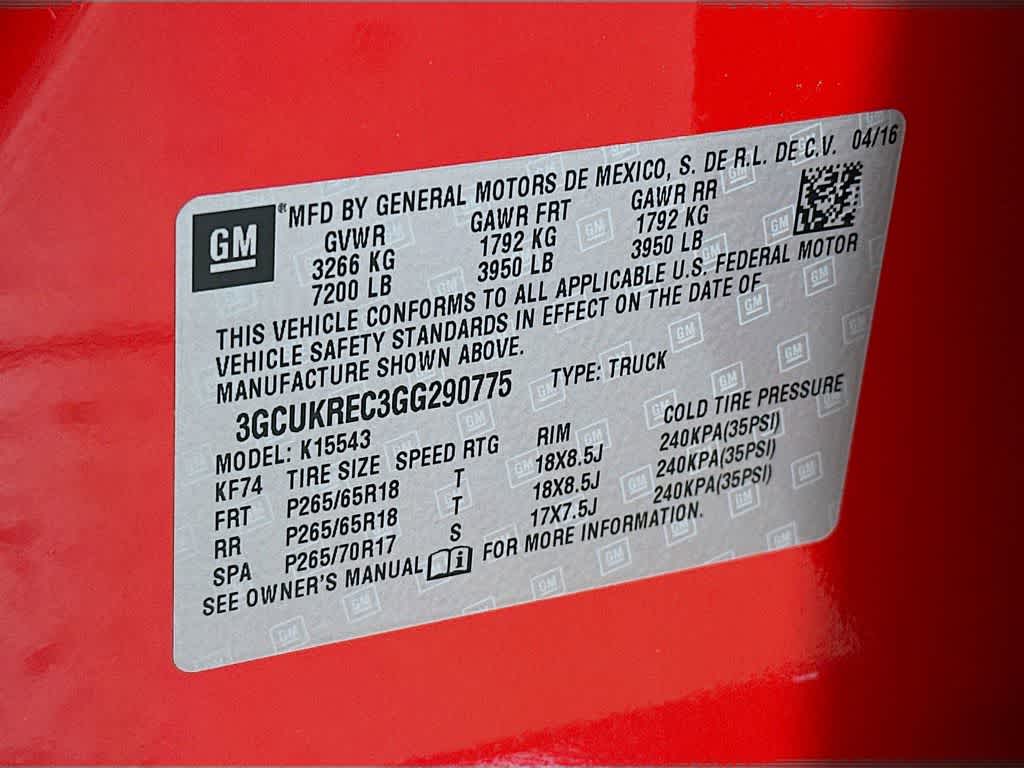 GM ® MFD BY GENERAL MOTORS DE MEXICO, S. DE R.L. DE C.V. 04/16
GVWR GAWR FRT GAWR RR
3266 KG 1792 KG 1792 KG
7200 LB 3950 LB 3950 LB
THIS VEHICLE CONFORMS TO ALL APPLICABLE U.S. FEDERAL MOTOR
VEHICLE SAFETY STANDARDS IN EFFECT ON THE DATE OF
MANUFACTURE SHOWN ABOVE.
3GCUKREC3GG290775 TYPE: TRUCK
MODEL: K15543
KF74 TIRE SIZE SPEED RTG RIM COLD TIRE PRESSURE
FRT P265/65R18 T 18X8.5J 240KPA(35PSI)
RR P265/65R18 T 18X8.5J 240KPA(35PSI)
SPA P265/70R17 S 17X7.5J 240KPA(35PSI)
SEE OWNER'S MANUAL i FOR MORE INFORMATION.